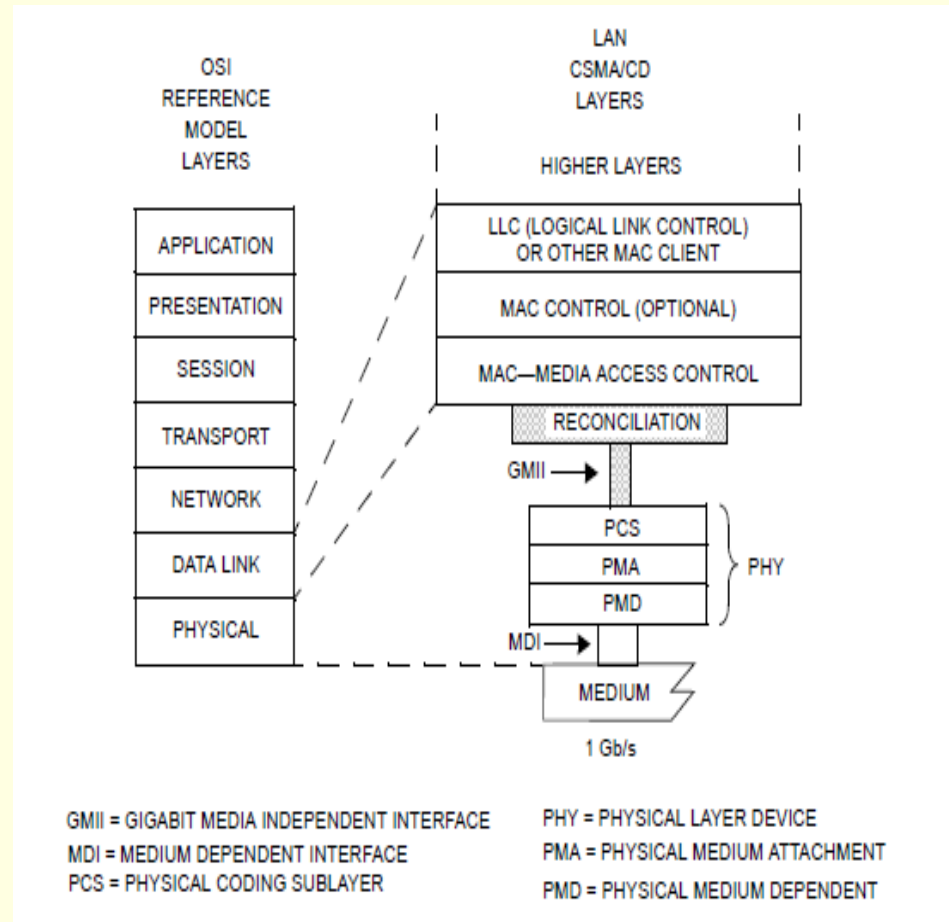 OSI
REFERENCE
MODEL
LAYERS
LAN
CSMA/CD
LAYERS
HIGHER LAYERS
APPLICATION
PRESENTATION
SESSION
TRANSPORT
NETWORK
DATA LINK
PHYSICAL
LLC (LOGICAL LINK CONTROL)
OR OTHER MAC CLIENT
MAC CONTROL (OPTIONAL)
MAC—MEDIA ACCESS CONTROL
RECONCILIATION
GMII
PCS
PMA
PMD
PHY
MDI
MEDIUM
1 Gb/s
GMII = GIGABIT MEDIA INDEPENDENT INTERFACE
MDI = MEDIUM DEPENDENT INTERFACE
PCS = PHYSICAL CODING SUBLAYER
PHY = PHYSICAL LAYER DEVICE
PMA = PHYSICAL MEDIUM ATTACHMENT
PMD = PHYSICAL MEDIUM DEPENDENT